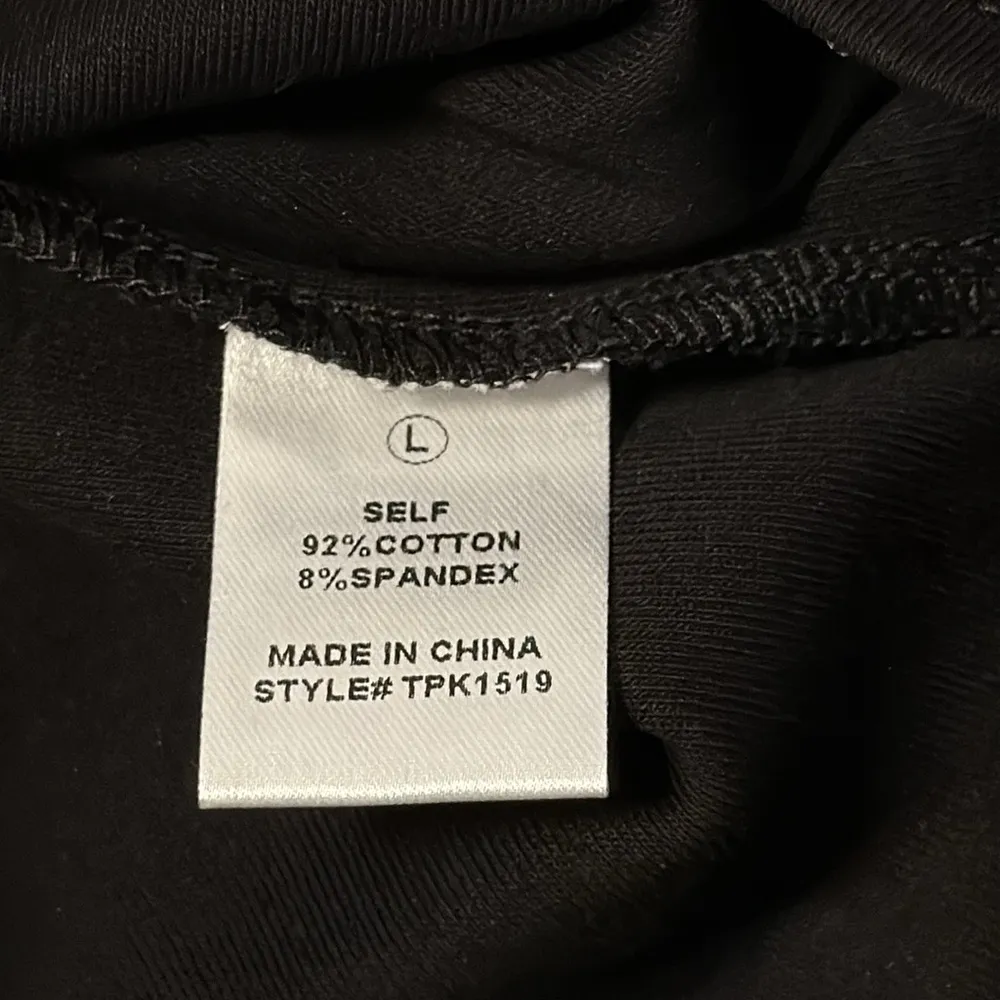 L
SELF
92%COTTON
8%SPANDEX
MADE IN CHINA
STYLE# TPK1519